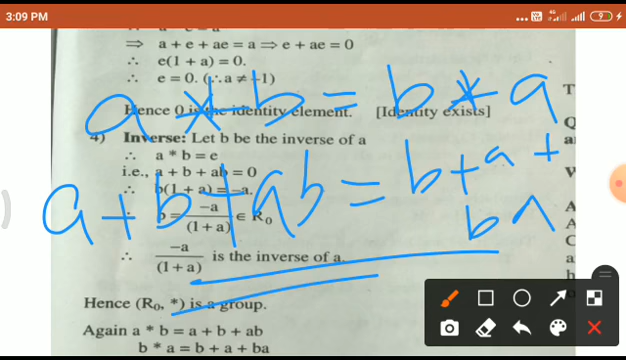 3:09 PM
∴ a · e = a
⇒ a + e + ae = a ⇒ e + ae = 0
∴ e(1 + a) = 0.
∴ e = 0. (∴ a ≠ –1)
a * b = b * a
Hence 0 is the identity element. [Identity exists]
4) Inverse: Let b be the inverse of a
∴ a * b = e
i.e., a + b + ab = 0
∴ b(1 + a) = –a.
a + b + ab = b + a + ba
∴ b = –a/(1 + a) ∈ R₀
∴ –a/(1 + a) is the inverse of a.
Hence (R₀, *) is a group.
Again a * b = a + b + ab
b * a = b + a + ba